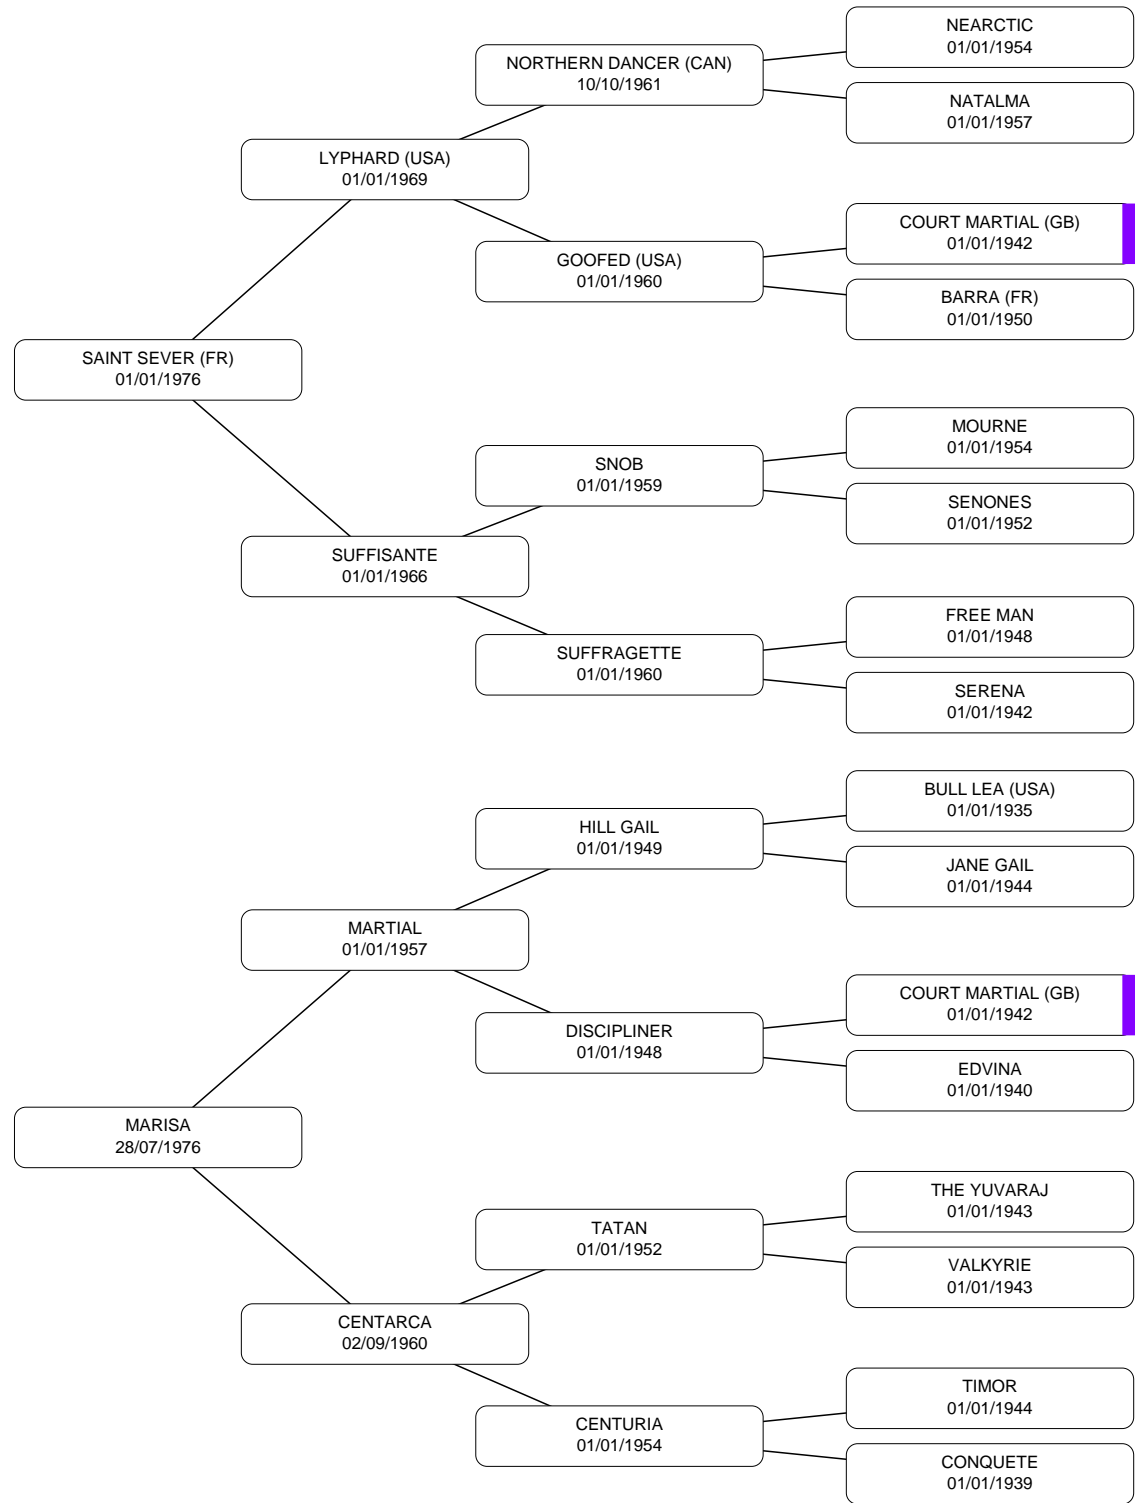 NEARCTIC
01/01/1954
NORTHERN DANCER (CAN)
10/10/1961
NATALMA
01/01/1957
LYPHARD (USA)
01/01/1969
COURT MARTIAL (GB)
01/01/1942
GOOFED (USA)
01/01/1960
BARRA (FR)
01/01/1950
SAINT SEVER (FR)
01/01/1976
MOURNE
01/01/1954
SNOB
01/01/1959
SENONES
01/01/1952
SUFFISANTE
01/01/1966
FREE MAN
01/01/1948
SUFFRAGETTE
01/01/1960
SERENA
01/01/1942
BULL LEA (USA)
01/01/1935
HILL GAIL
01/01/1949
JANE GAIL
01/01/1944
MARTIAL
01/01/1957
COURT MARTIAL (GB)
01/01/1942
DISCIPLINER
01/01/1948
EDVINA
01/01/1940
MARISA
28/07/1976
THE YUVARAJ
01/01/1943
TATAN
01/01/1952
VALKYRIE
01/01/1943
CENTARCA
02/09/1960
TIMOR
01/01/1944
CENTURIA
01/01/1954
CONQUETE
01/01/1939